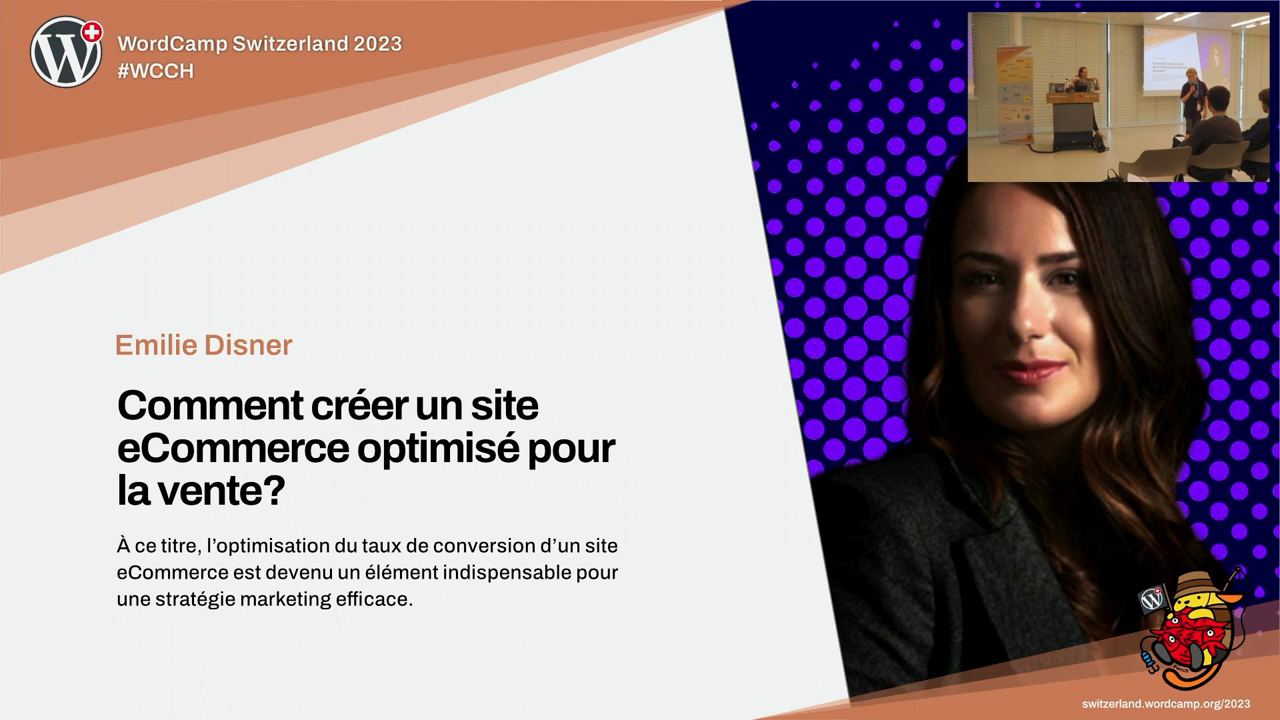 WordCamp Switzerland 2023
#WCCH
Emilie Disner
Comment créer un site
eCommerce optimisé pour
la vente?
À ce titre, l’optimisation du taux de conversion d’un site
eCommerce est devenu un élément indispensable pour
une stratégie marketing efficace.
switzerland.wordcamp.org/2023